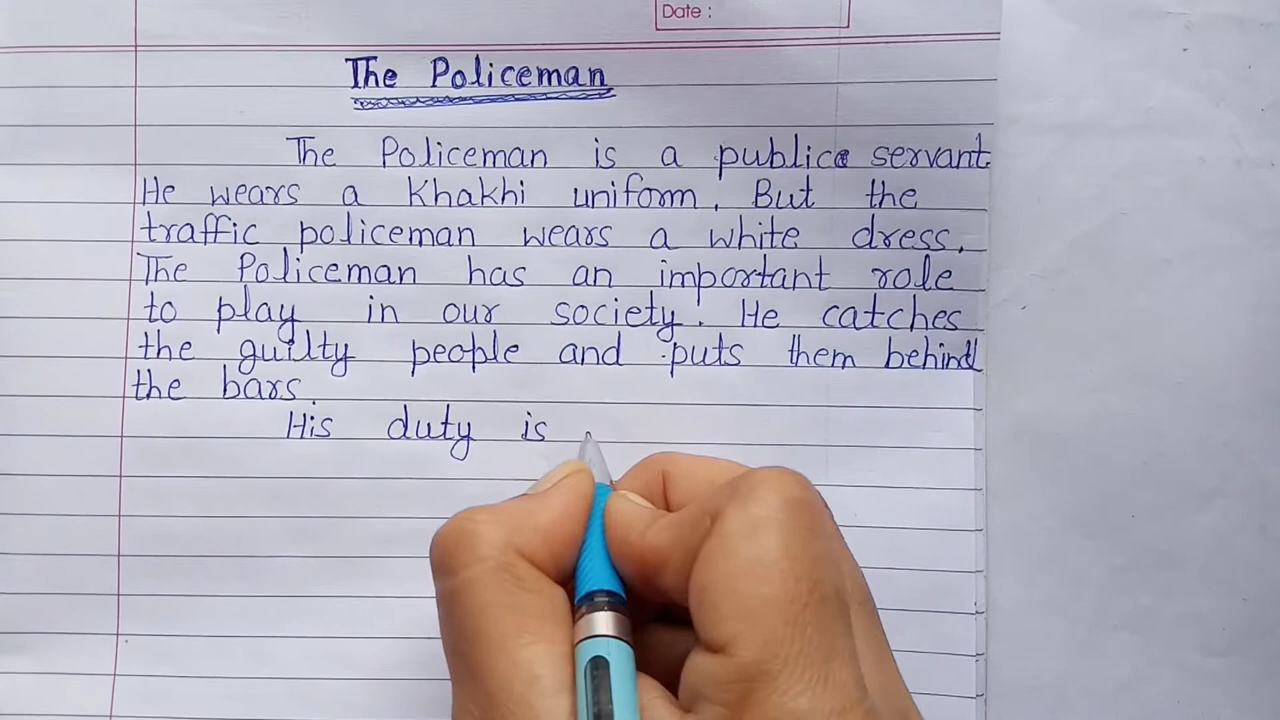 Date :
The Policeman
The Policeman is a publice servant
He wears a Khakhi uniform. But the
traffic policeman wears a white dress.
The Policeman has an important role
to play in our society. He catches
the guilty people and puts them behind
the bars.
His duty is